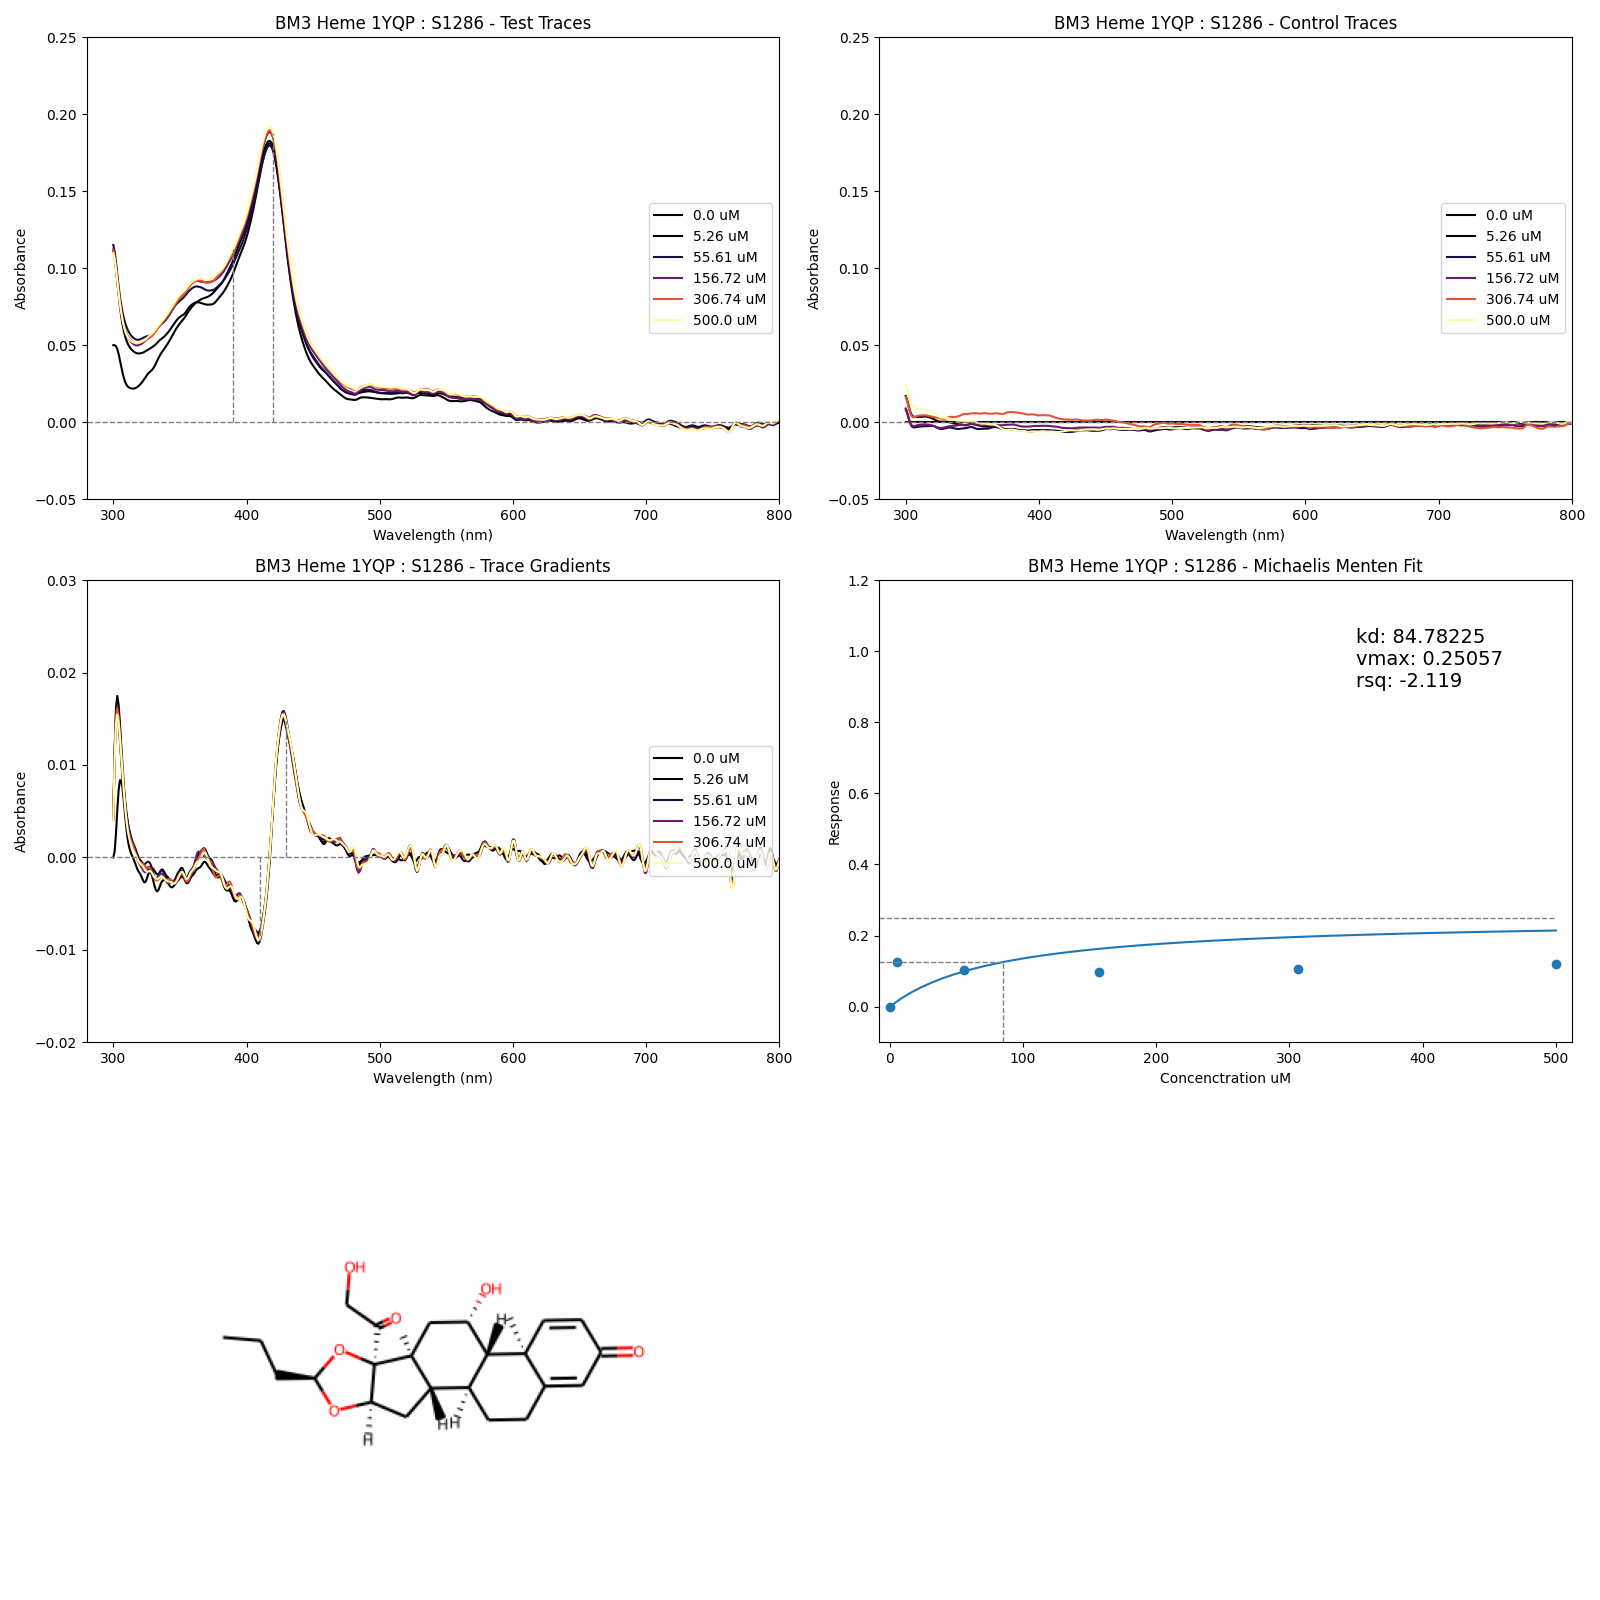 BM3 Heme 1YQP : S1286 - Test Traces
0.25
0.20
0.15
0.10
0.05
0.00
−0.05
Absorbance
300
400
500
600
700
800
Wavelength (nm)
0.0 uM
5.26 uM
55.61 uM
156.72 uM
306.74 uM
500.0 uM
BM3 Heme 1YQP : S1286 - Control Traces
0.25
0.20
0.15
0.10
0.05
0.00
−0.05
Absorbance
300
400
500
600
700
800
Wavelength (nm)
0.0 uM
5.26 uM
55.61 uM
156.72 uM
306.74 uM
500.0 uM
BM3 Heme 1YQP : S1286 - Trace Gradients
0.03
0.02
0.01
0.00
−0.01
−0.02
Absorbance
300
400
500
600
700
800
Wavelength (nm)
0.0 uM
5.26 uM
55.61 uM
156.72 uM
306.74 uM
500.0 uM
BM3 Heme 1YQP : S1286 - Michaelis Menten Fit
1.2
1.0
0.8
0.6
0.4
0.2
0.0
Response
kd: 84.78225
vmax: 0.25057
rsq: -2.119
0
100
200
300
400
500
Concenctration uM
OH
OH
O
H
O
O
O
H
H
H